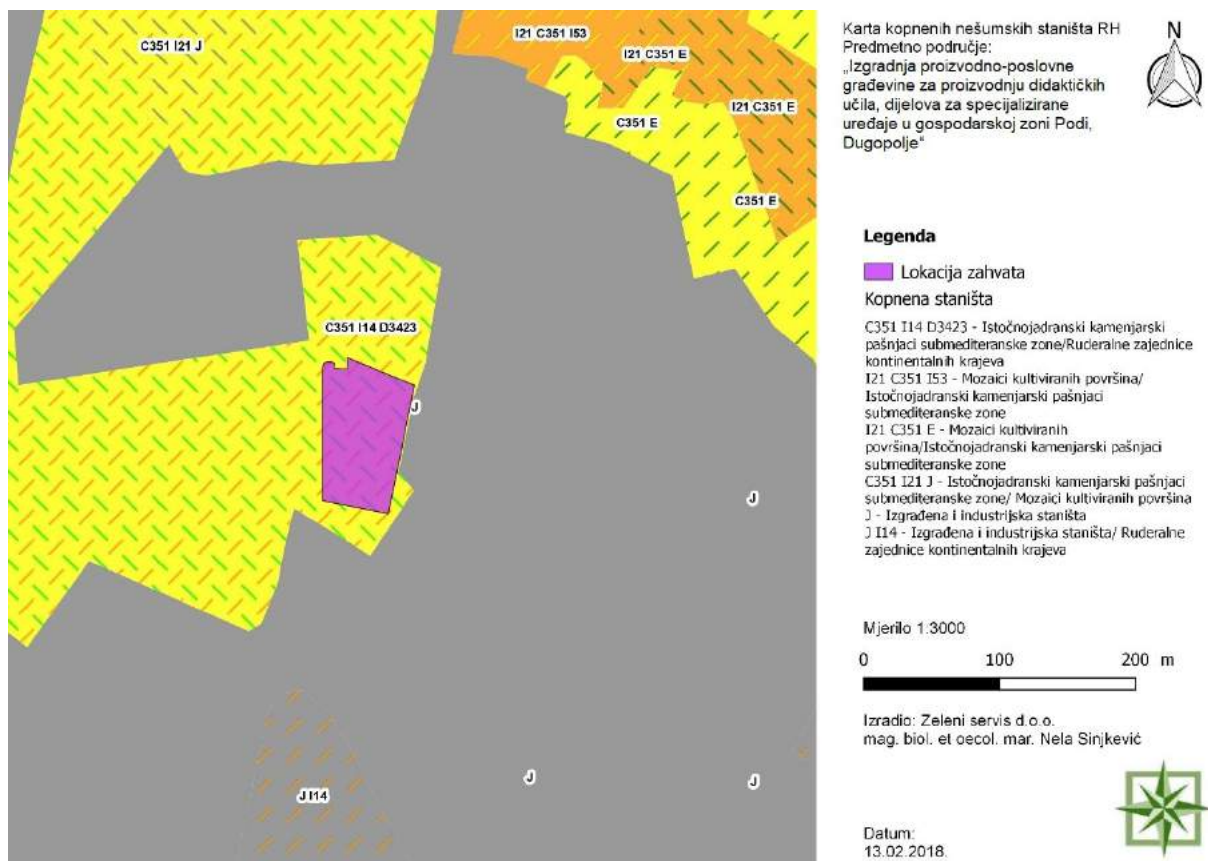 C351 I21 J
I21 C351 I53
I21 C351 E
I21 C351 E
C351 E
C351 E
C351 I14 D3423
J
J
J I14
J
J
Karta kopnenih nešumskih staništa RH
Predmetno područje:
„Izgradnja proizvodno-poslovne
građevine za proizvodnju didaktičkih
učila, dijelova za specijalizirane
uređaje u gospodarskoj zoni Podi,
Dugopolje“
N
Legenda
Lokacija zahvata
Kopnena staništa
C351 I14 D3423 - Istočnojadranski kamenjarski
pašnjaci submediteranske zone/Ruderalne zajednice
kontinentalnih krajeva
I21 C351 I53 - Mozaici kultiviranih površina/
Istočnojadranski kamenjarski pašnjaci
submediteranske zone
I21 C351 E - Mozaici kultiviranih
površina/Istočnojadranski kamenjarski pašnjaci
submediteranske zone
C351 I21 J - Istočnojadranski kamenjarski pašnjaci
submediteranske zone/ Mozaici kultiviranih površina
J - Izgrađena i industrijska staništa
J I14 - Izgrađena i industrijska staništa/ Ruderalne
zajednice kontinentalnih krajeva
Mjerilo 1:3000
0 100 200 m
Izradio: Zeleni servis d.o.o.
mag. biol. et oecol. mar. Nela Sinjkević
Datum:
13.02.2018.